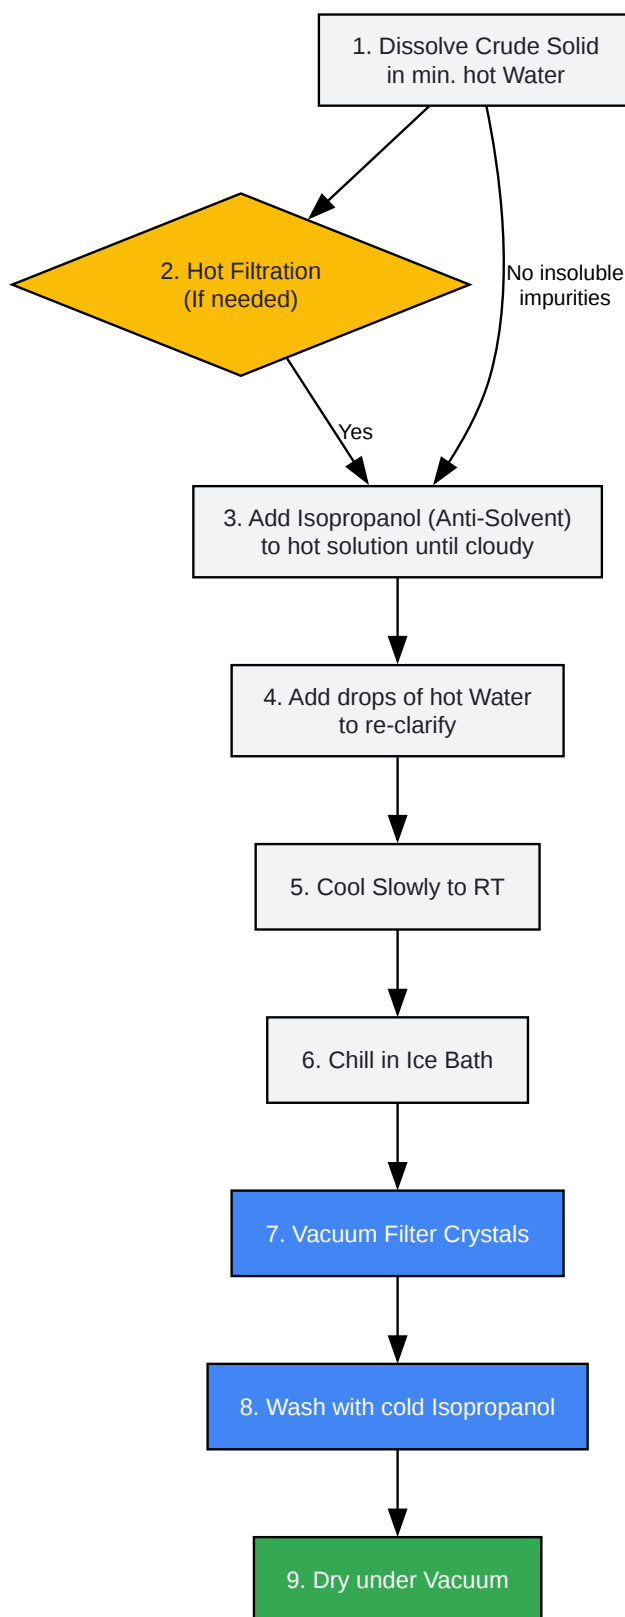 1. Dissolve Crude Solid
in min. hot Water
2. Hot Filtration
(If needed)
No insoluble
impurities
Yes
3. Add Isopropanol (Anti-Solvent)
to hot solution until cloudy
4. Add drops of hot Water
to re-clarify
5. Cool Slowly to RT
6. Chill in Ice Bath
7. Vacuum Filter Crystals
8. Wash with cold Isopropanol
9. Dry under Vacuum